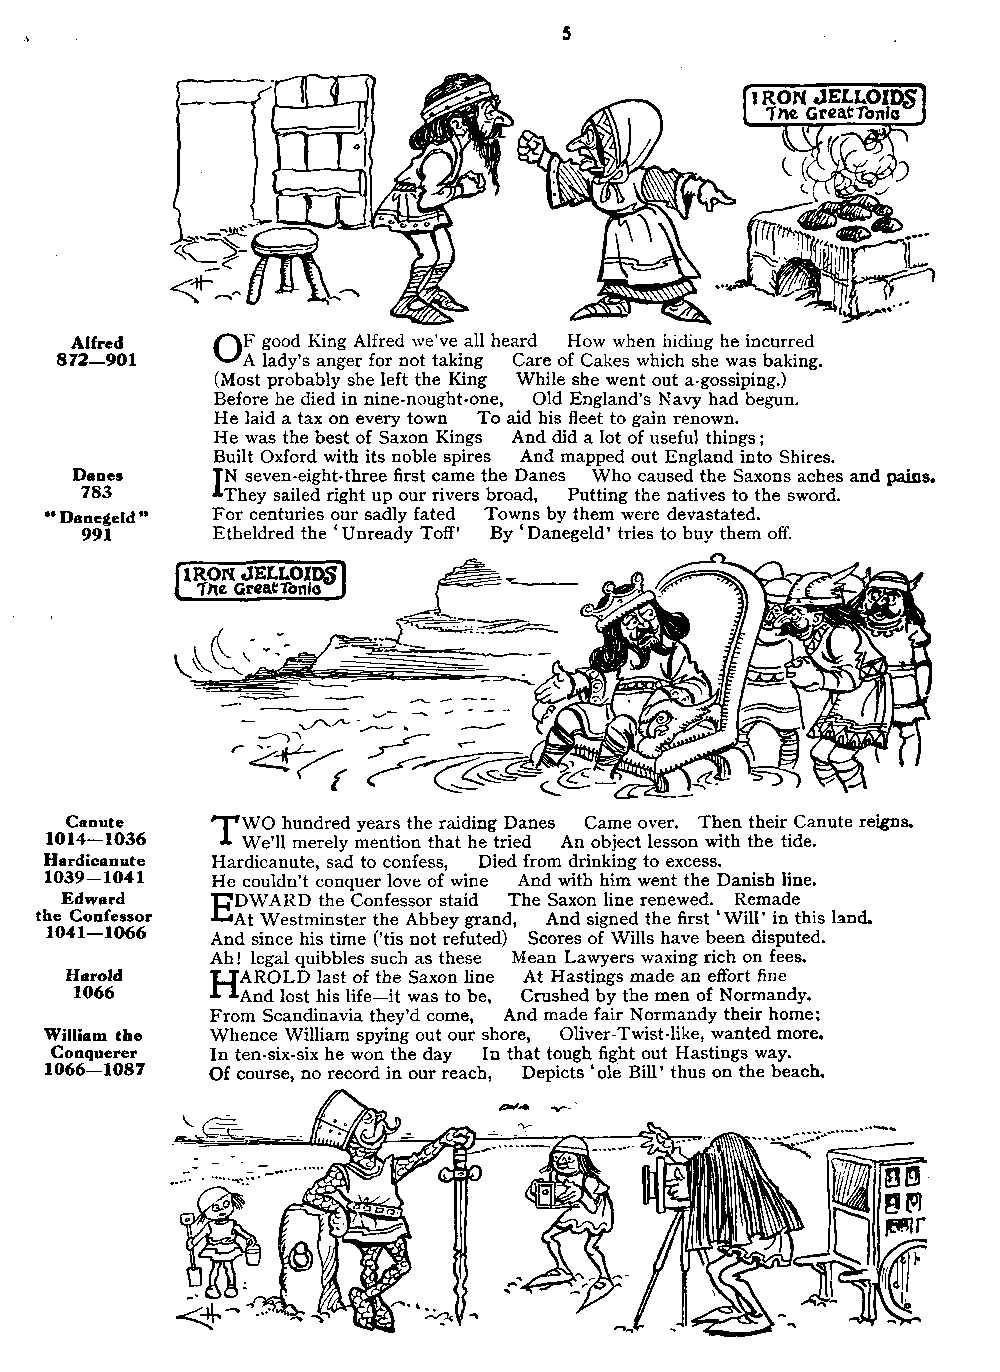 5
IRON JELLOIDS
The Great Tonic
Alfred
872—901
OF good King Alfred we've all heard How when hiding he incurred
A lady's anger for not taking Care of Cakes which she was baking.
(Most probably she left the King While she went out a-gossiping.)
Before he died in nine-nought-one, Old England's Navy had begun.
He laid a tax on every town To aid his fleet to gain renown.
He was the best of Saxon Kings And did a lot of useful things;
Built Oxford with its noble spires And mapped out England into Shires.
Danes
783
IN seven-eight-three first came the Danes Who caused the Saxons aches and pains.
They sailed right up our rivers broad, Putting the natives to the sword.
"Danegeld"
991
For centuries our sadly fated Towns by them were devastated.
Etheldred the 'Unready Toff' By 'Danegeld' tries to buy them off.
IRON JELLOIDS
The Great Tonic
Canute
1014—1036
TWO hundred years the raiding Danes Came over. Then their Canute reigns.
We'll merely mention that he tried An object lesson with the tide.
Hardicanute
1039—1041
Hardicanute, sad to confess, Died from drinking to excess.
He couldn't conquer love of wine And with him went the Danish line.
Edward
the Confessor
1041—1066
EDWARD the Confessor staid The Saxon line renewed. Remade
At Westminster the Abbey grand, And signed the first 'Will' in this land.
And since his time ('tis not refuted) Scores of Wills have been disputed.
Ah! legal quibbles such as these Mean Lawyers waxing rich on fees.
Harold
1066
HAROLD last of the Saxon line At Hastings made an effort fine
And lost his life—it was to be, Crushed by the men of Normandy.
From Scandinavia they'd come, And made fair Normandy their home;
William the
Conquerer
1066—1087
Whence William spying out our shore, Oliver-Twist-like, wanted more.
In ten-six-six he won the day In that tough fight out Hastings way.
Of course, no record in our reach, Depicts 'ole Bill' thus on the beach.